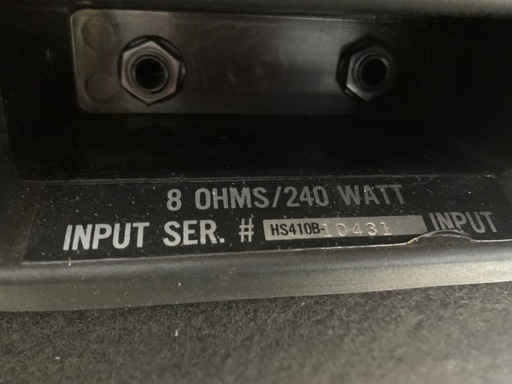 8 OHMS/240 WATT
INPUT SER. # HS410B-10431 INPUT